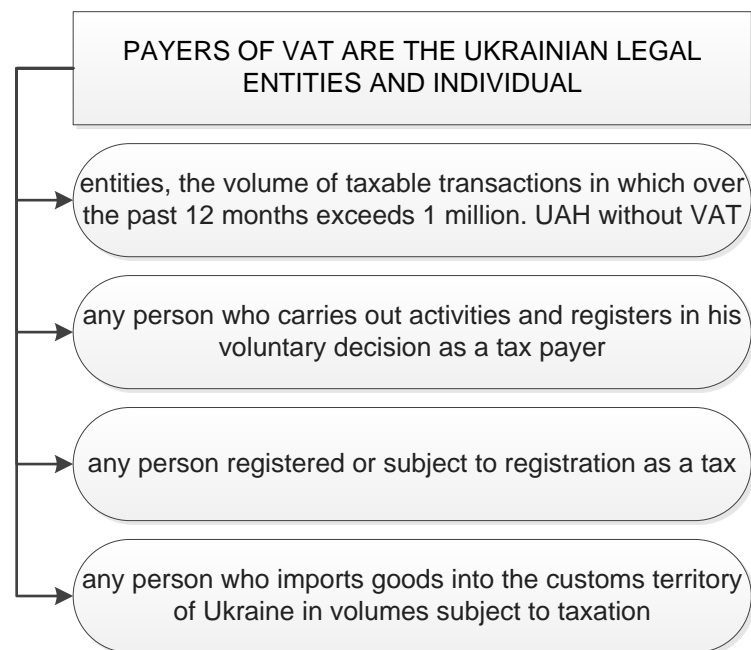 PAYERS OF VAT ARE THE UKRAINIAN LEGAL
ENTITIES AND INDIVIDUAL
entities, the volume of taxable transactions in which over
the past 12 months exceeds 1 million. UAH without VAT
any person who carries out activities and registers in his
voluntary decision as a tax payer
any person registered or subject to registration as a tax
any person who imports goods into the customs territory
of Ukraine in volumes subject to taxation